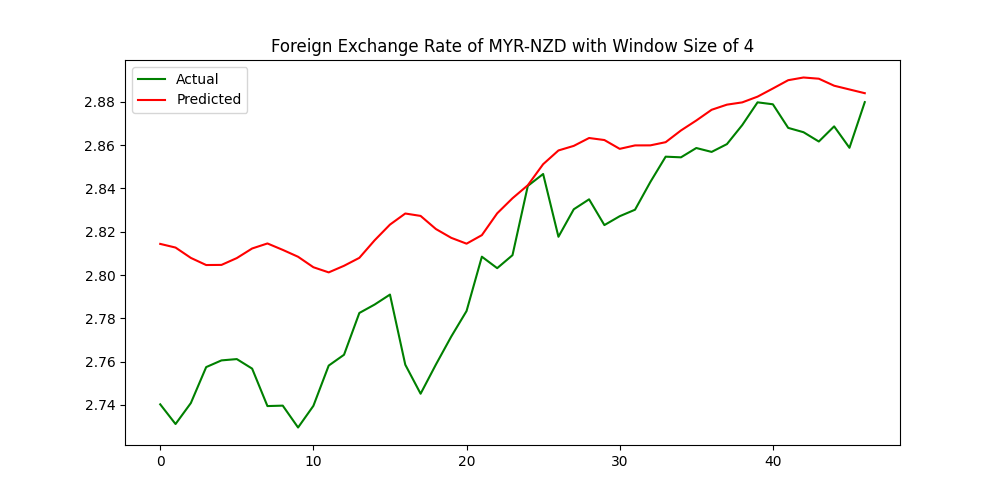 Foreign Exchange Rate of MYR-NZD with Window Size of 4
Actual
Predicted
2.88
2.86
2.84
2.82
2.80
2.78
2.76
2.74
0 10 20 30 40